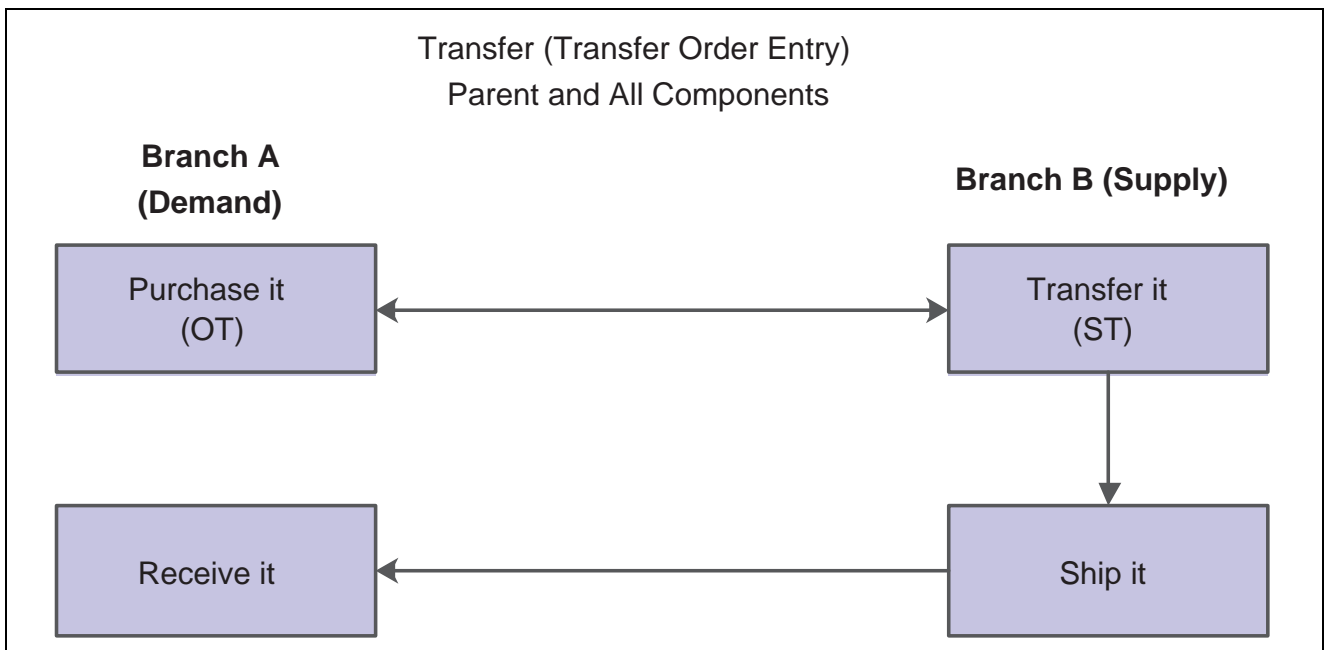 Transfer (Transfer Order Entry)
Parent and All Components
Branch A
(Demand)
Branch B (Supply)
Purchase it
(OT)
Transfer it
(ST)
Receive it
Ship it